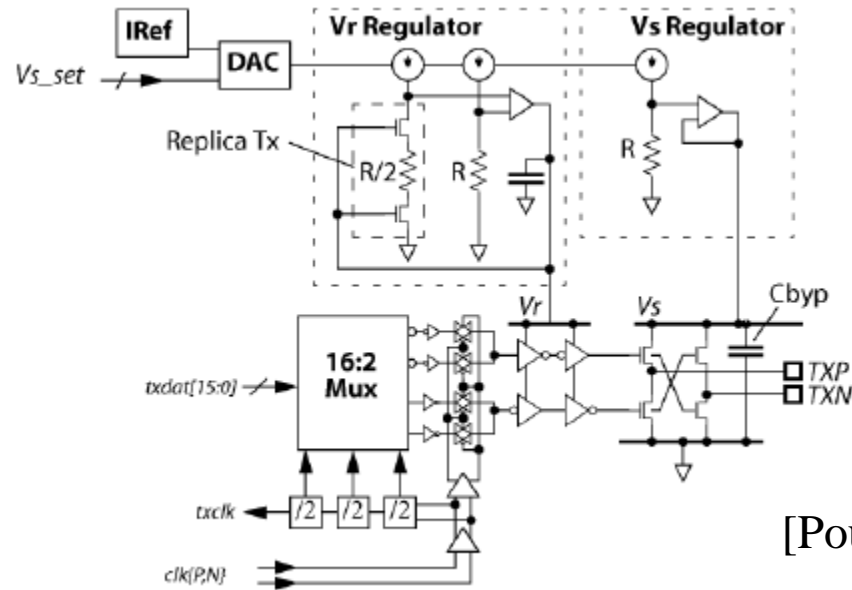 IRef
Vr Regulator
Vs Regulator
Vs_set
DAC
Replica Tx
R/2
R
R
Vr
Vs
Cbyp
16:2
Mux
txdat[15:0]
TXP
TXN
txclk
/2
/2
/2
clk{P,N}
[Pou